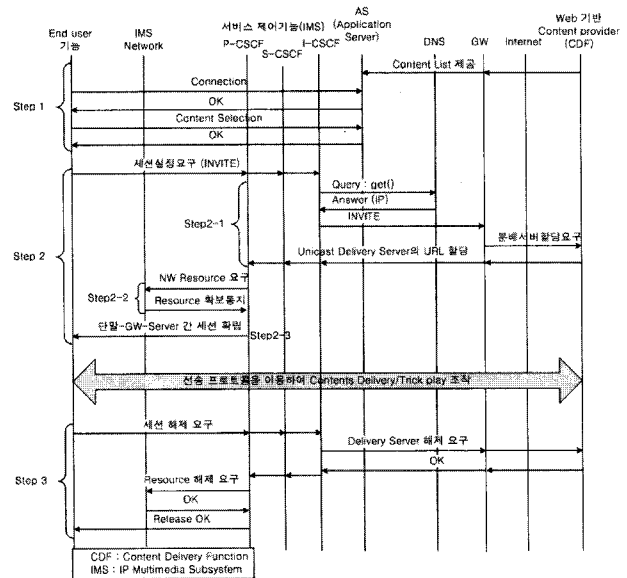 End user
기능
IMS
Network
서비스 제어기능(IMS)
P-CSCF
S-CSCF
I-CSCF
AS
(Application
Server)
DNS
GW
Internet
Web 기반
Content provider
(CDF)
Content List 제공
Step 1
Connection
OK
Content Selection
OK
Step 2
세션설정요구 (INVITE)
Step2-1
Query : get()
Answer (IP)
INVITE
분배서버할당요구
Unicast Delivery Server의 URL 할당
Step2-2
NW Resource 요구
Resource 확보통지
단말-GW-Server 간 세션 확립
Step2-3
전송 프로토콜을 이용하여 Contents Delivery/Trick play 조작
Step 3
세션 해제 요구
Delivery Server 해제 요구
OK
Resource 해제 요구
OK
Release OK
CDF : Content Delivery Function
IMS : IP Multimedia Subsystem